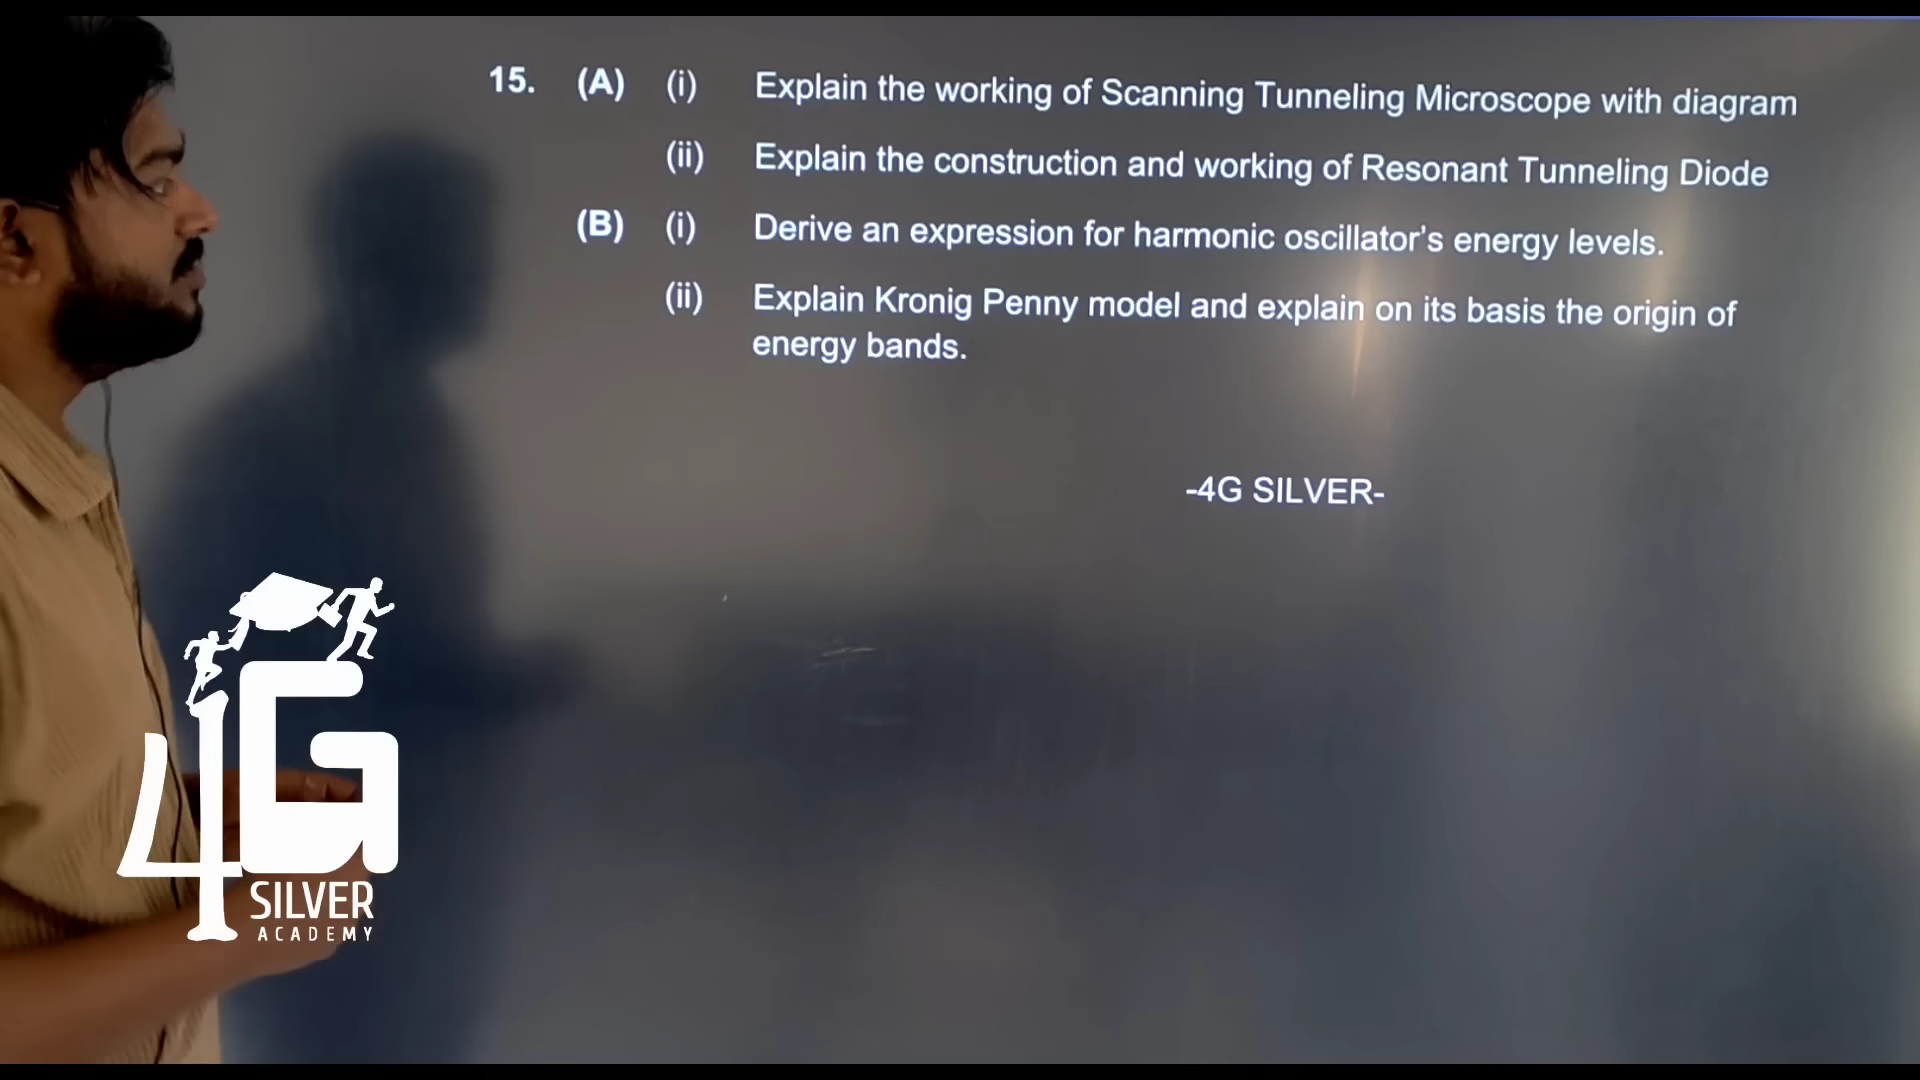 15. (A) (i) Explain the working of Scanning Tunneling Microscope with diagram
(ii) Explain the construction and working of Resonant Tunneling Diode
(B) (i) Derive an expression for harmonic oscillator's energy levels.
(ii) Explain Kronig Penny model and explain on its basis the origin of
energy bands.
-4G SILVER-
4G
SILVER
ACADEMY